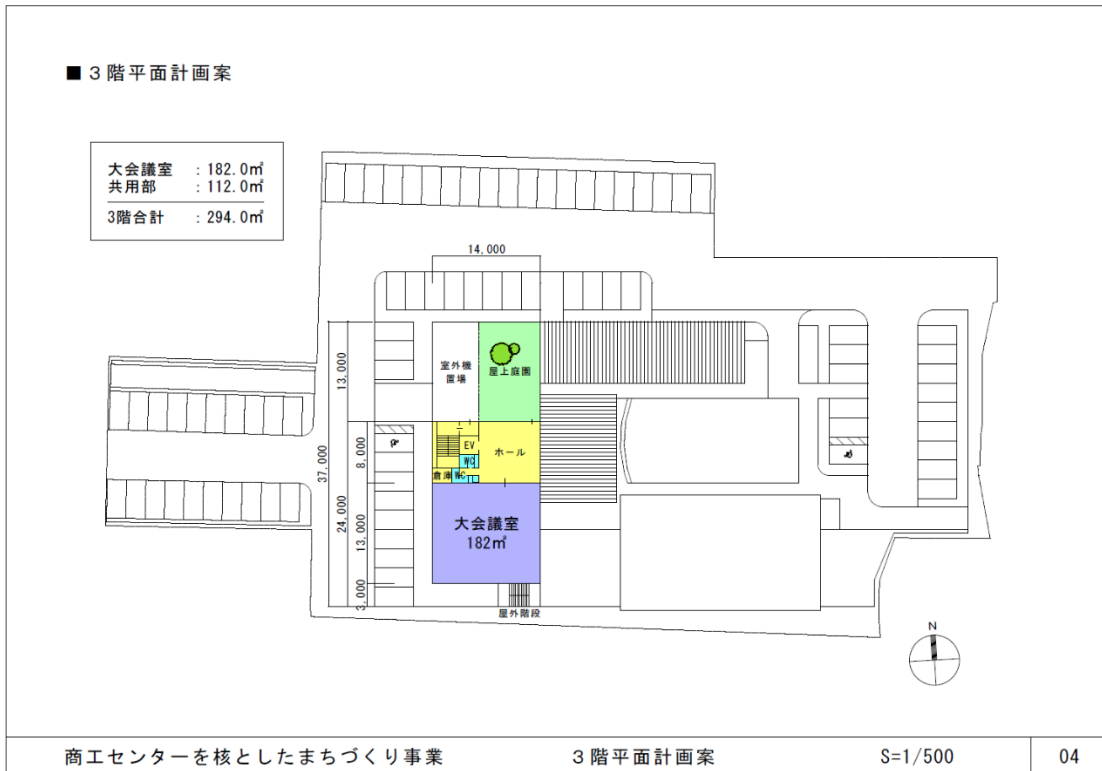 ■３階平面計画案
大会議室 : 182.0㎡
共用部 : 112.0㎡
3階合計 : 294.0㎡
14,000
13,000
室外機
置場
屋上庭園
37,000
8,000
EV
WC
ホール
倉庫
WC
24,000
13,000
大会議室
182㎡
3,000
屋外階段
N
商工センターを核としたまちづくり事業 ３階平面計画案 S=1/500 04